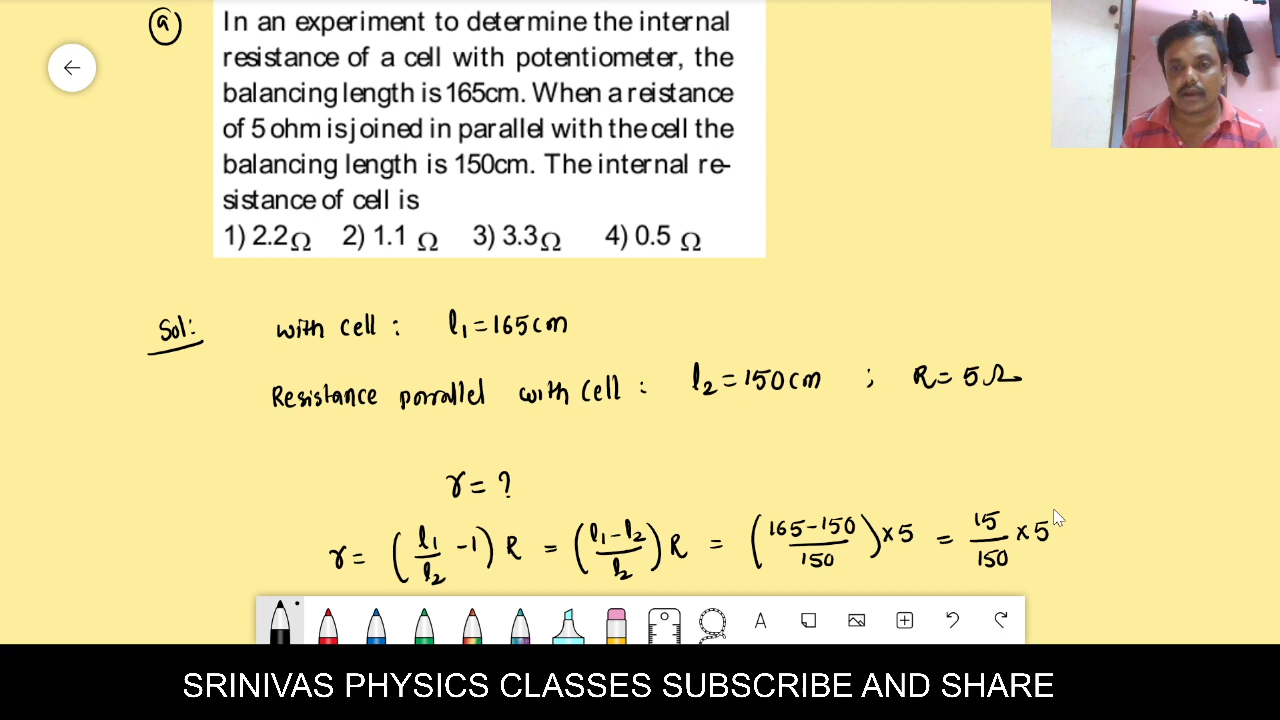 (a)
In an experiment to determine the internal
resistance of a cell with potentiometer, the
balancing length is 165cm. When a reistance
of 5 ohm is joined in parallel with the cell the
balancing length is 150cm. The internal re-
sistance of cell is
1) 2.2Ω 2) 1.1 Ω 3) 3.3Ω 4) 0.5 Ω
Sol: with cell : l₁ = 165cm
Resistance parallel with cell : l₂ = 150cm ; R = 5Ω
r = ?
r = (l₁/l₂ - 1) R = ((l₁ - l₂)/l₂) R = ((165-150)/150) × 5 = 15/150 × 5
A
SRINIVAS PHYSICS CLASSES SUBSCRIBE AND SHARE